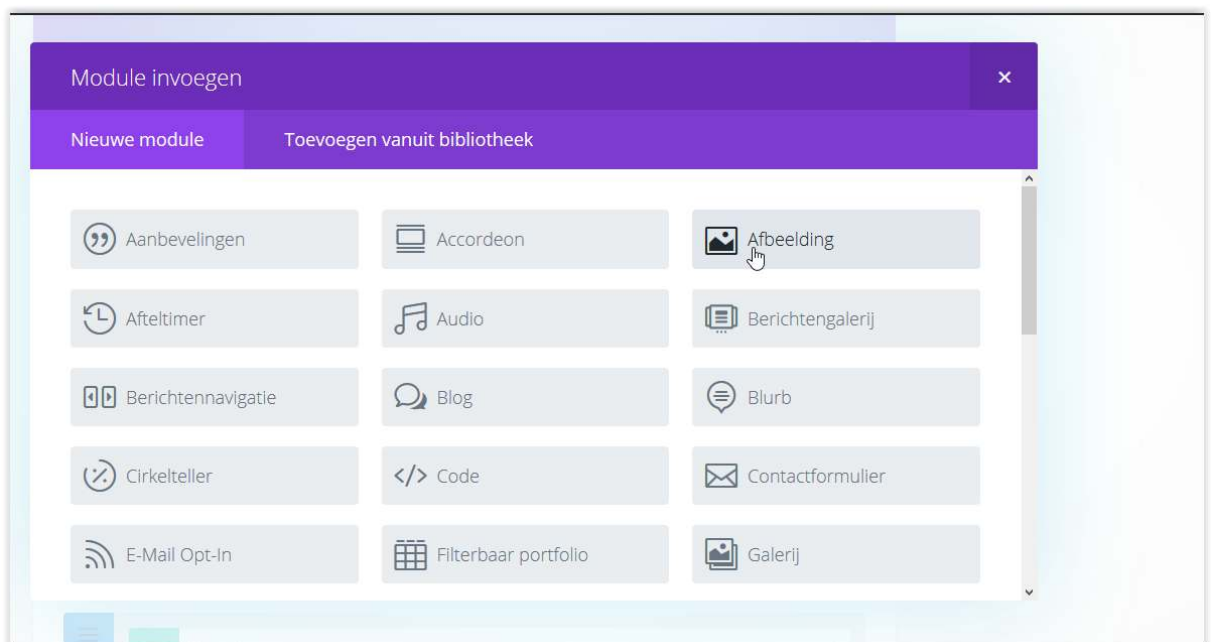 Module invoegen
Nieuwe module Toevoegen vanuit bibliotheek
Aanbevelingen Accordeon Afbeelding
Afteltimer Audio Berichtengalerij
Berichtennavigatie Blog Blurb
Cirkelteller Code Contactformulier
E-Mail Opt-In Filterbaar portfolio Galerij